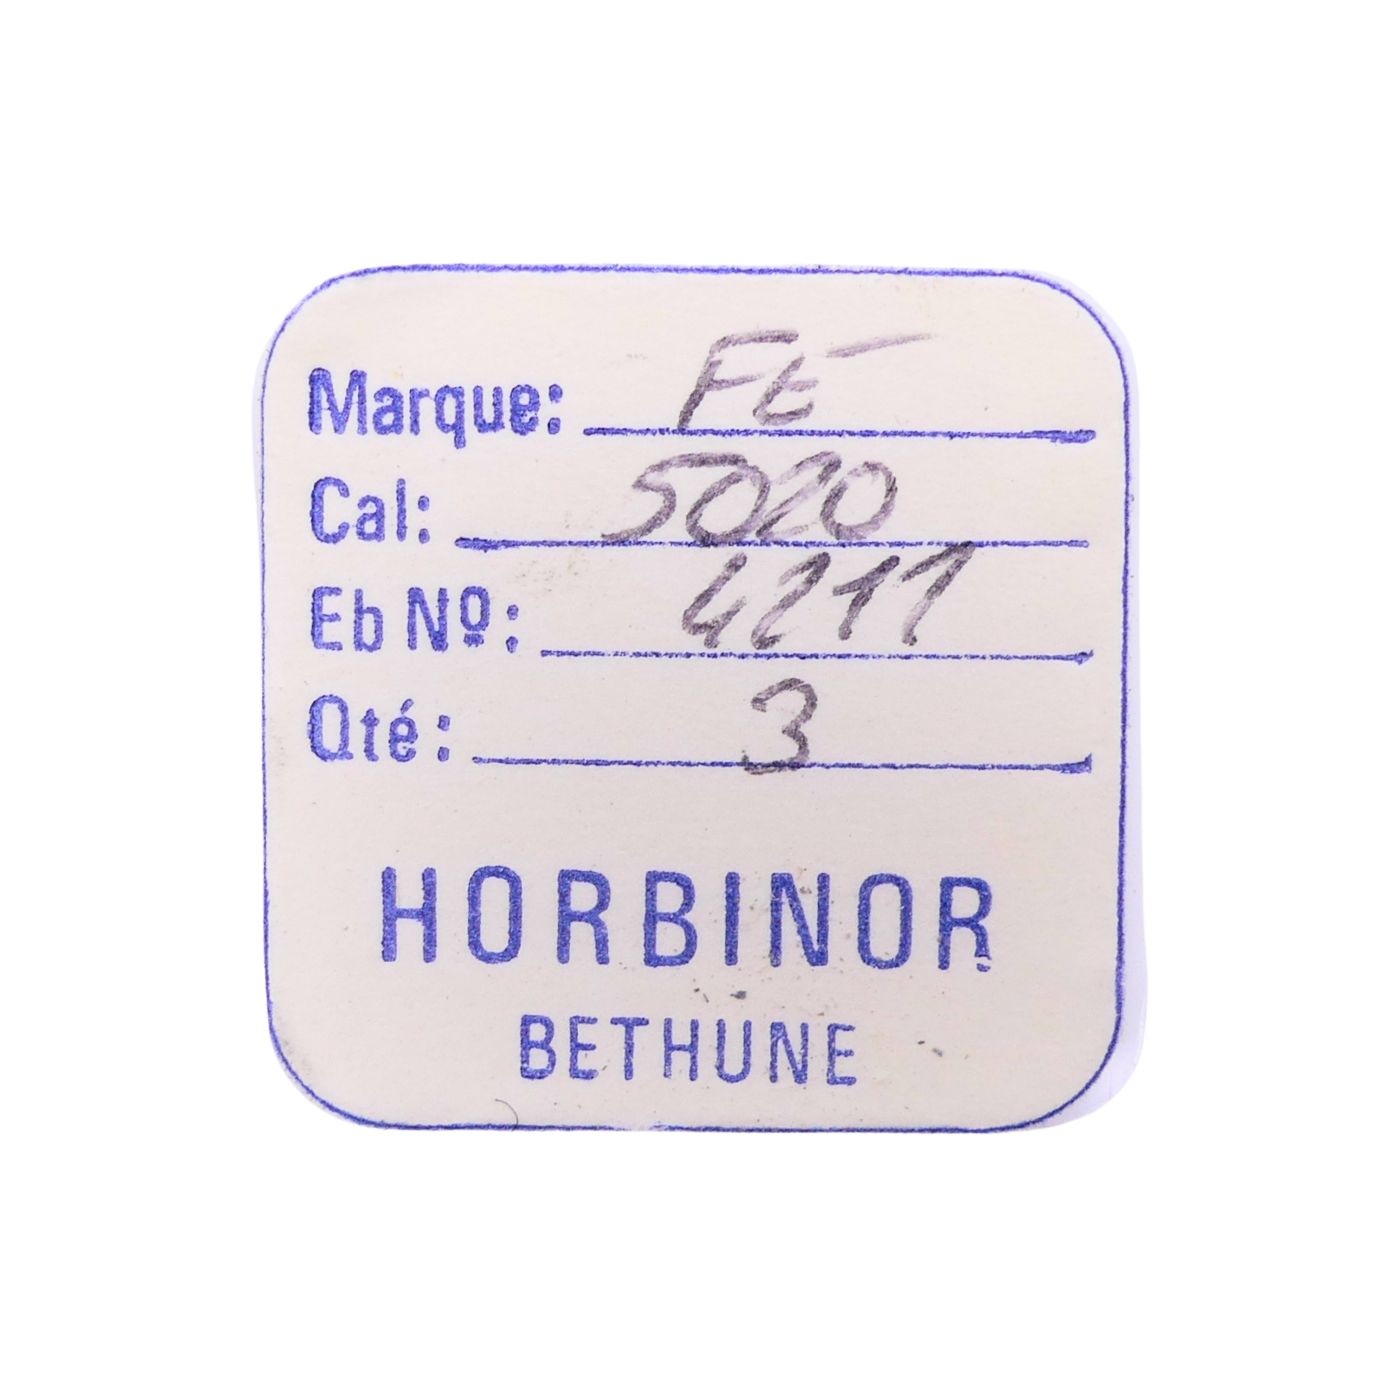 Marque: FE
Cal: 5020
Eb Nº: 4211
Qté: 3
HORBINOR
BETHUNE